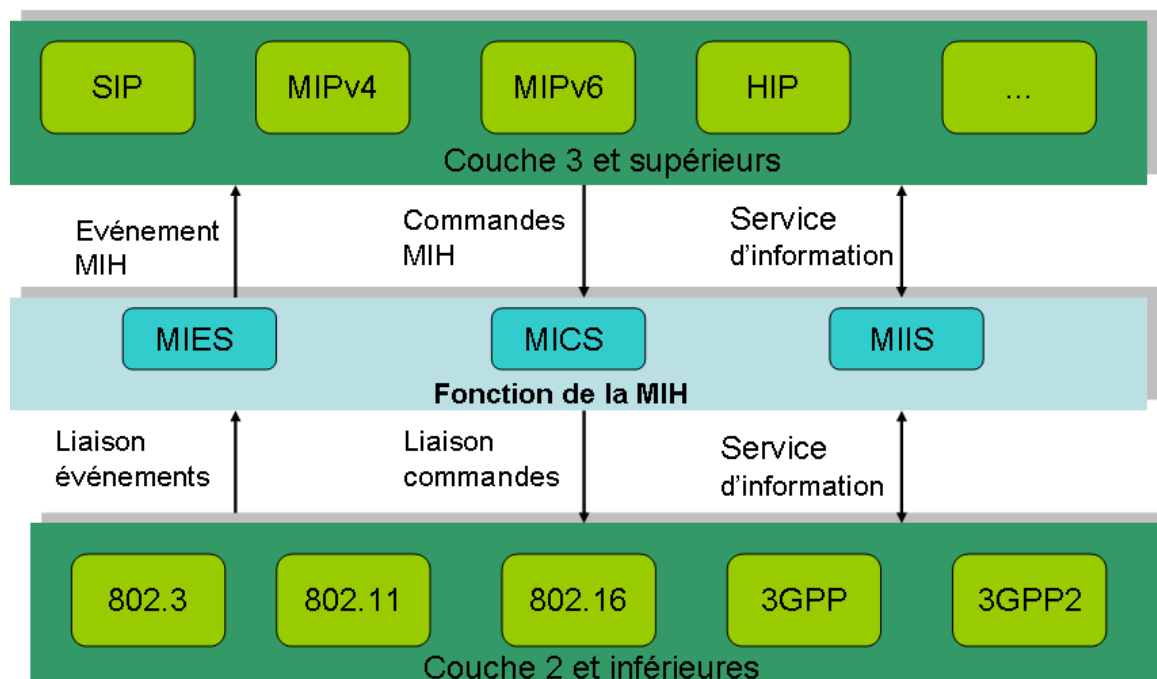 SIP
MIPv4
MIPv6
HIP
...
Couche 3 et supérieurs
Evénement
MIH
Commandes
MIH
Service
d'information
MIES
MICS
MIIS
Fonction de la MIH
Liaison
événements
Liaison
commandes
Service
d'information
802.3
802.11
802.16
3GPP
3GPP2
Couche 2 et inférieures